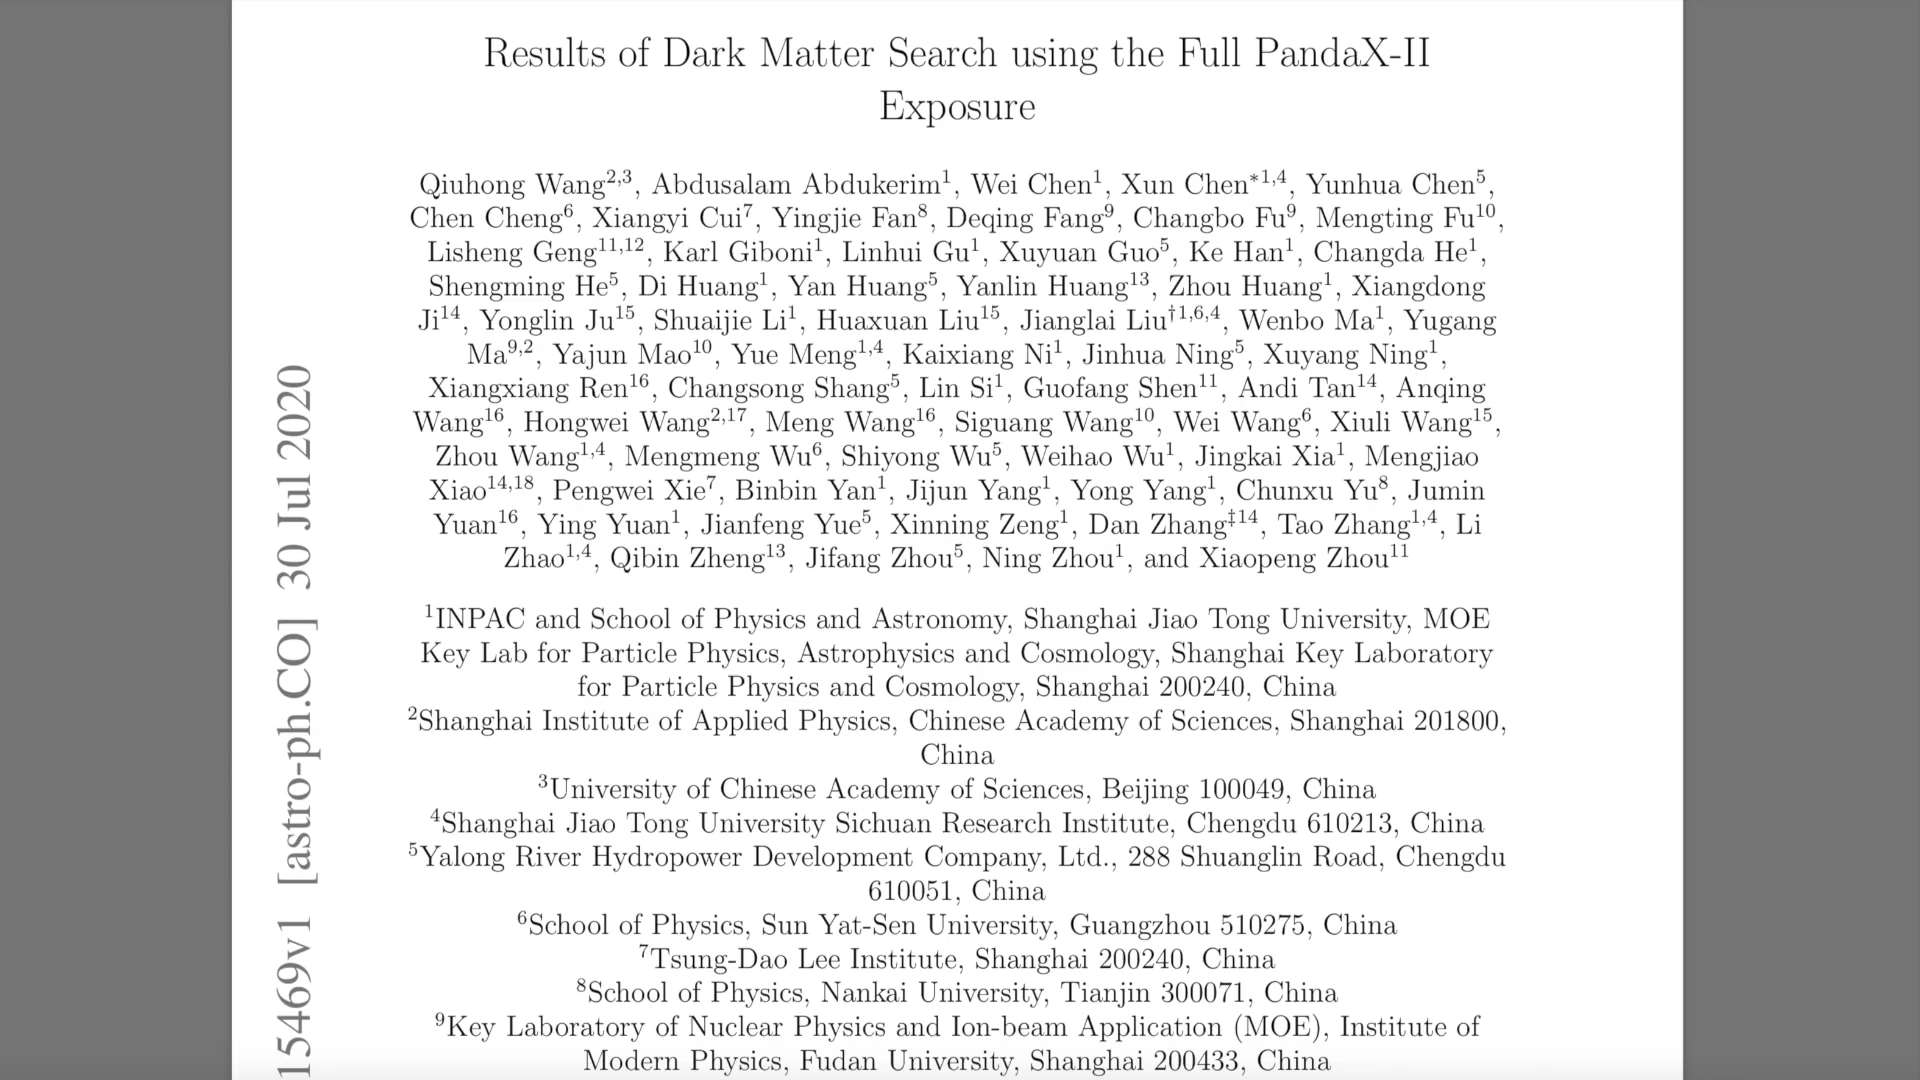 Results of Dark Matter Search using the Full PandaX-II
Exposure
Qiuhong Wang2,3, Abdusalam Abdukerim1, Wei Chen1, Xun Chen*1,4, Yunhua Chen5,
Chen Cheng6, Xiangyi Cui7, Yingjie Fan8, Deqing Fang9, Changbo Fu9, Mengting Fu10,
Lisheng Geng11,12, Karl Giboni1, Linhui Gu1, Xuyuan Guo5, Ke Han1, Changda He1,
Shengming He5, Di Huang1, Yan Huang5, Yanlin Huang13, Zhou Huang1, Xiangdong
Ji14, Yonglin Ju15, Shuaijie Li1, Huaxuan Liu15, Jianglai Liu†1,6,4, Wenbo Ma1, Yugang
Ma9,2, Yajun Mao10, Yue Meng1,4, Kaixiang Ni1, Jinhua Ning5, Xuyang Ning1,
Xiangxiang Ren16, Changsong Shang5, Lin Si1, Guofang Shen11, Andi Tan14, Anqing
Wang16, Hongwei Wang2,17, Meng Wang16, Siguang Wang10, Wei Wang6, Xiuli Wang15,
Zhou Wang1,4, Mengmeng Wu6, Shiyong Wu5, Weihao Wu1, Jingkai Xia1, Mengjiao
Xiao14,18, Pengwei Xie7, Binbin Yan1, Jijun Yang1, Yong Yang1, Chunxu Yu8, Jumin
Yuan16, Ying Yuan1, Jianfeng Yue5, Xinning Zeng1, Dan Zhang‡14, Tao Zhang1,4, Li
Zhao1,4, Qibin Zheng13, Jifang Zhou5, Ning Zhou1, and Xiaopeng Zhou11
1INPAC and School of Physics and Astronomy, Shanghai Jiao Tong University, MOE
Key Lab for Particle Physics, Astrophysics and Cosmology, Shanghai Key Laboratory
for Particle Physics and Cosmology, Shanghai 200240, China
2Shanghai Institute of Applied Physics, Chinese Academy of Sciences, Shanghai 201800,
China
3University of Chinese Academy of Sciences, Beijing 100049, China
4Shanghai Jiao Tong University Sichuan Research Institute, Chengdu 610213, China
5Yalong River Hydropower Development Company, Ltd., 288 Shuanglin Road, Chengdu
610051, China
6School of Physics, Sun Yat-Sen University, Guangzhou 510275, China
7Tsung-Dao Lee Institute, Shanghai 200240, China
8School of Physics, Nankai University, Tianjin 300071, China
9Key Laboratory of Nuclear Physics and Ion-beam Application (MOE), Institute of
Modern Physics, Fudan University, Shanghai 200433, China
15469v1 [astro-ph.CO] 30 Jul 2020